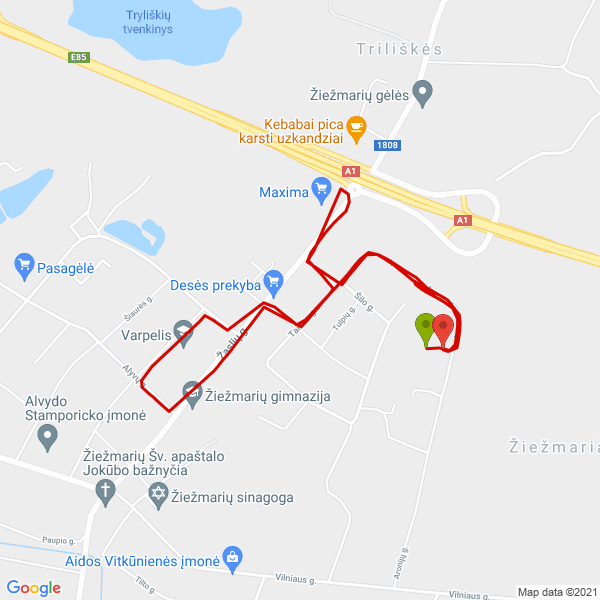 Tryliškių
tvenkinys
Triliškės
E85
Žiežmarių gėlės
Kebabai pica
karsti uzkandziai
1808
A1
Maxima
A1
Pasagėlė
Desės prekyba
Šiaurės g.
Šilo g.
Tulpių g.
Varpelis
Žaslių g.
Alyvų
Žiežmarių gimnazija
Alvydo
Stamporicko įmonė
Žiežmaria
Žiežmarių Šv. apaštalo
Jokūbo bažnyčia
Žiežmarių sinagoga
Paupio g.
Aidos Vitkūnienės įmonė
Aronijų g.
Tilto g.
Vilniaus g.
Vilniaus g.
Google
Map data ©2021